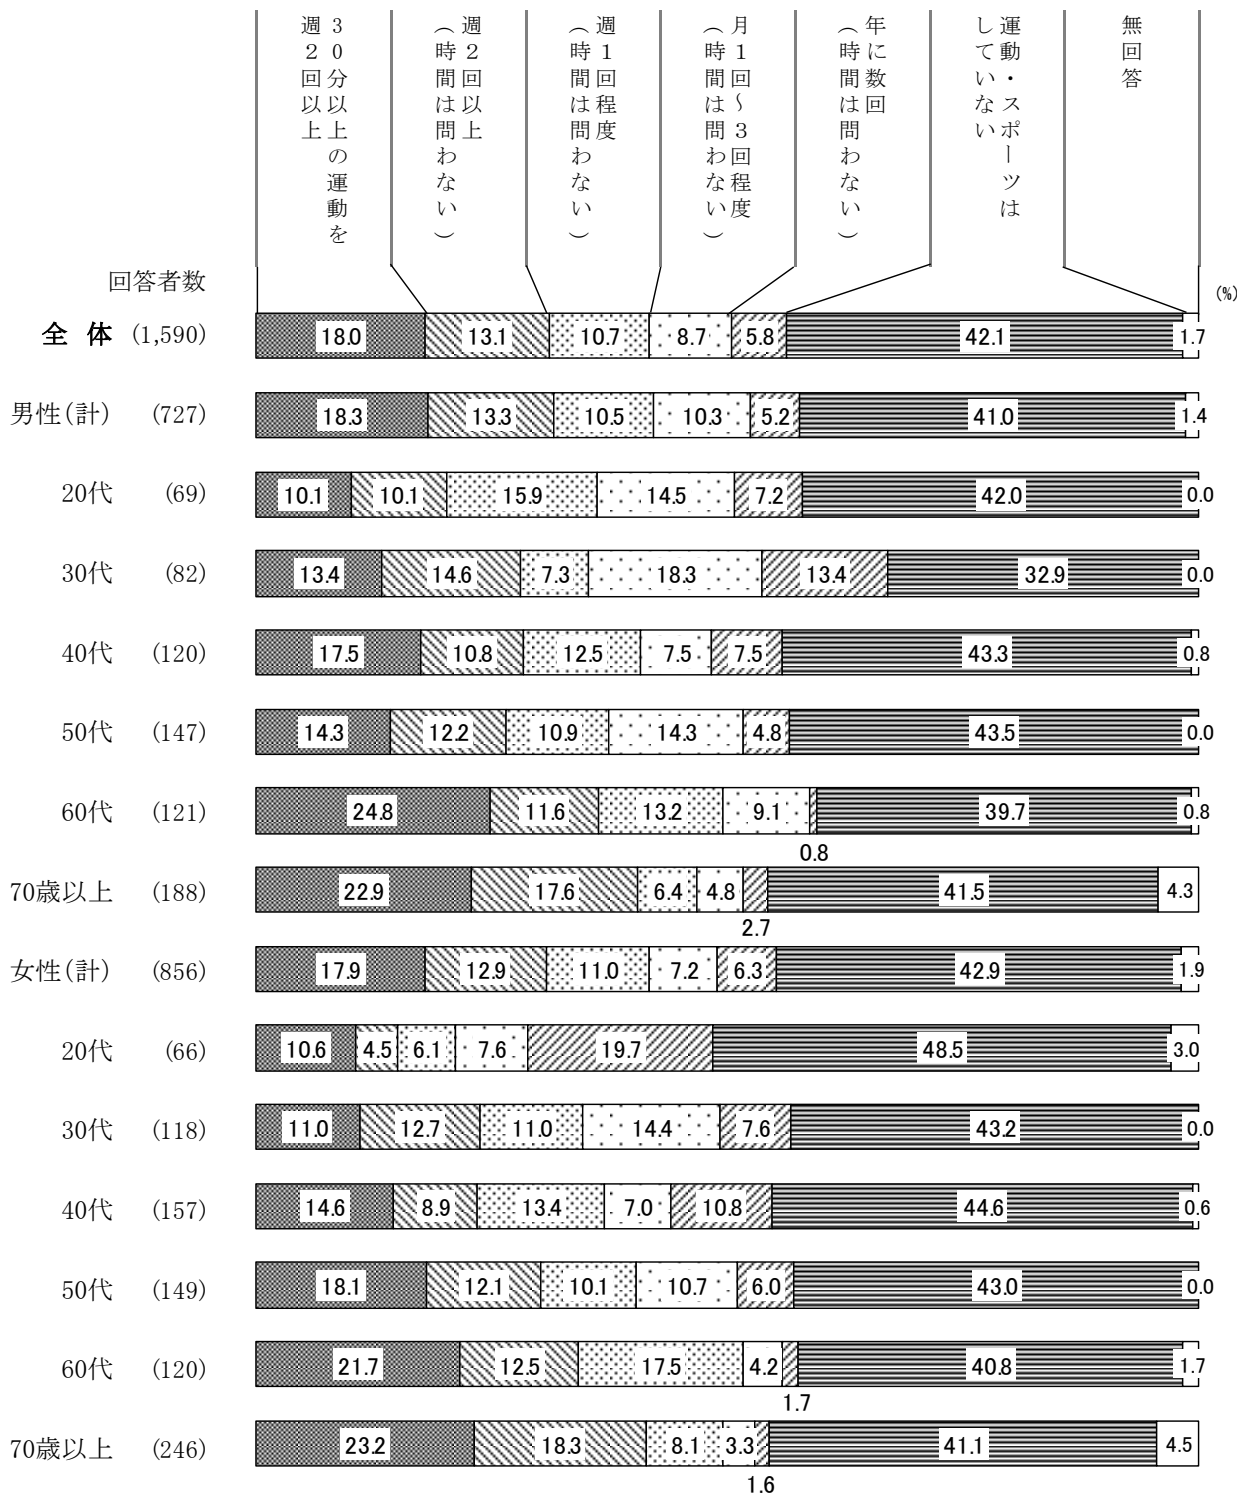 ３０分以上の運動を
週２回以上
週２回以上
（時間は問わない）
週１回程度
（時間は問わない）
月１回～３回程度
（時間は問わない）
年に数回
（時間は問わない）
運動・スポーツは
していない
無回答
回答者数
(%)
全 体 (1,590) 18.0 13.1 10.7 8.7 5.8 42.1 1.7
男性(計) (727) 18.3 13.3 10.5 10.3 5.2 41.0 1.4
20代 (69) 10.1 10.1 15.9 14.5 7.2 42.0 0.0
30代 (82) 13.4 14.6 7.3 18.3 13.4 32.9 0.0
40代 (120) 17.5 10.8 12.5 7.5 7.5 43.3 0.8
50代 (147) 14.3 12.2 10.9 14.3 4.8 43.5 0.0
60代 (121) 24.8 11.6 13.2 9.1 39.7 0.8
0.8
70歳以上 (188) 22.9 17.6 6.4 4.8 41.5 4.3
2.7
女性(計) (856) 17.9 12.9 11.0 7.2 6.3 42.9 1.9
20代 (66) 10.6 4.5 6.1 7.6 19.7 48.5 3.0
30代 (118) 11.0 12.7 11.0 14.4 7.6 43.2 0.0
40代 (157) 14.6 8.9 13.4 7.0 10.8 44.6 0.6
50代 (149) 18.1 12.1 10.1 10.7 6.0 43.0 0.0
60代 (120) 21.7 12.5 17.5 4.2 40.8 1.7
1.7
70歳以上 (246) 23.2 18.3 8.1 3.3 41.1 4.5
1.6